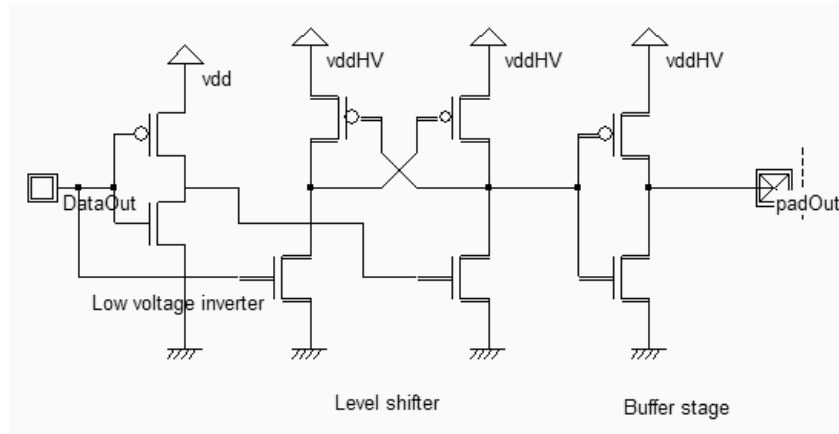 vdd
vddHV
vddHV
vddHV
DataOut
padOut
Low voltage inverter
Level shifter
Buffer stage